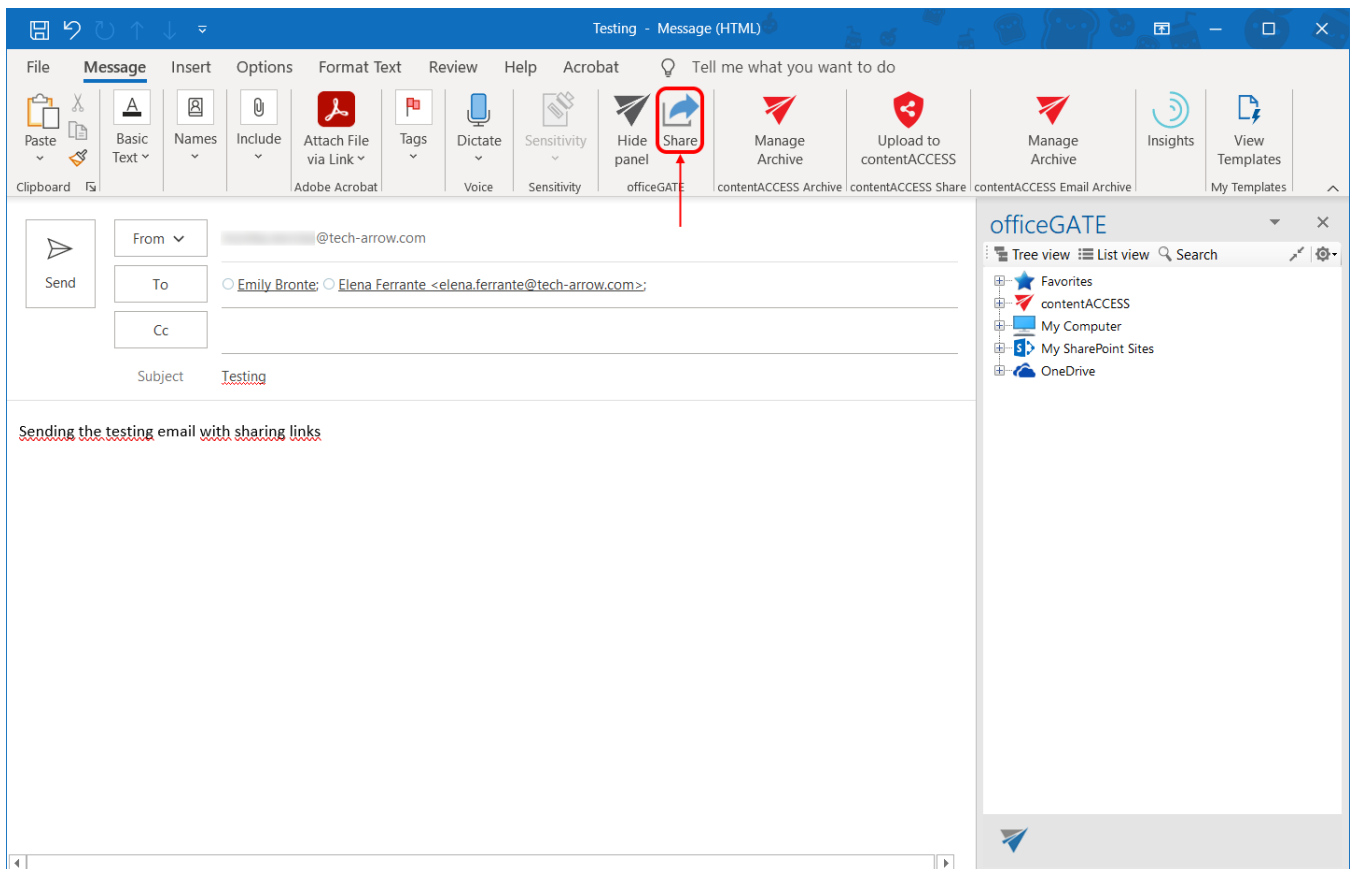 Testing - Message (HTML)
File Message Insert Options Format Text Review Help Acrobat Tell me what you want to do
Paste Basic Text Names Include Attach File via Link Tags Dictate Sensitivity Hide panel Share Manage Archive Upload to contentACCESS Manage Archive Insights View Templates
Clipboard Adobe Acrobat Voice Sensitivity officeGATE contentACCESS Archive contentACCESS Share contentACCESS Email Archive My Templates
Send
From @tech-arrow.com
To Emily Bronte; Elena Ferrante <elena.ferrante@tech-arrow.com>;
Cc
Subject Testing
Sending the testing email with sharing links
officeGATE
Tree view List view Search
Favorites
contentACCESS
My Computer
My SharePoint Sites
OneDrive